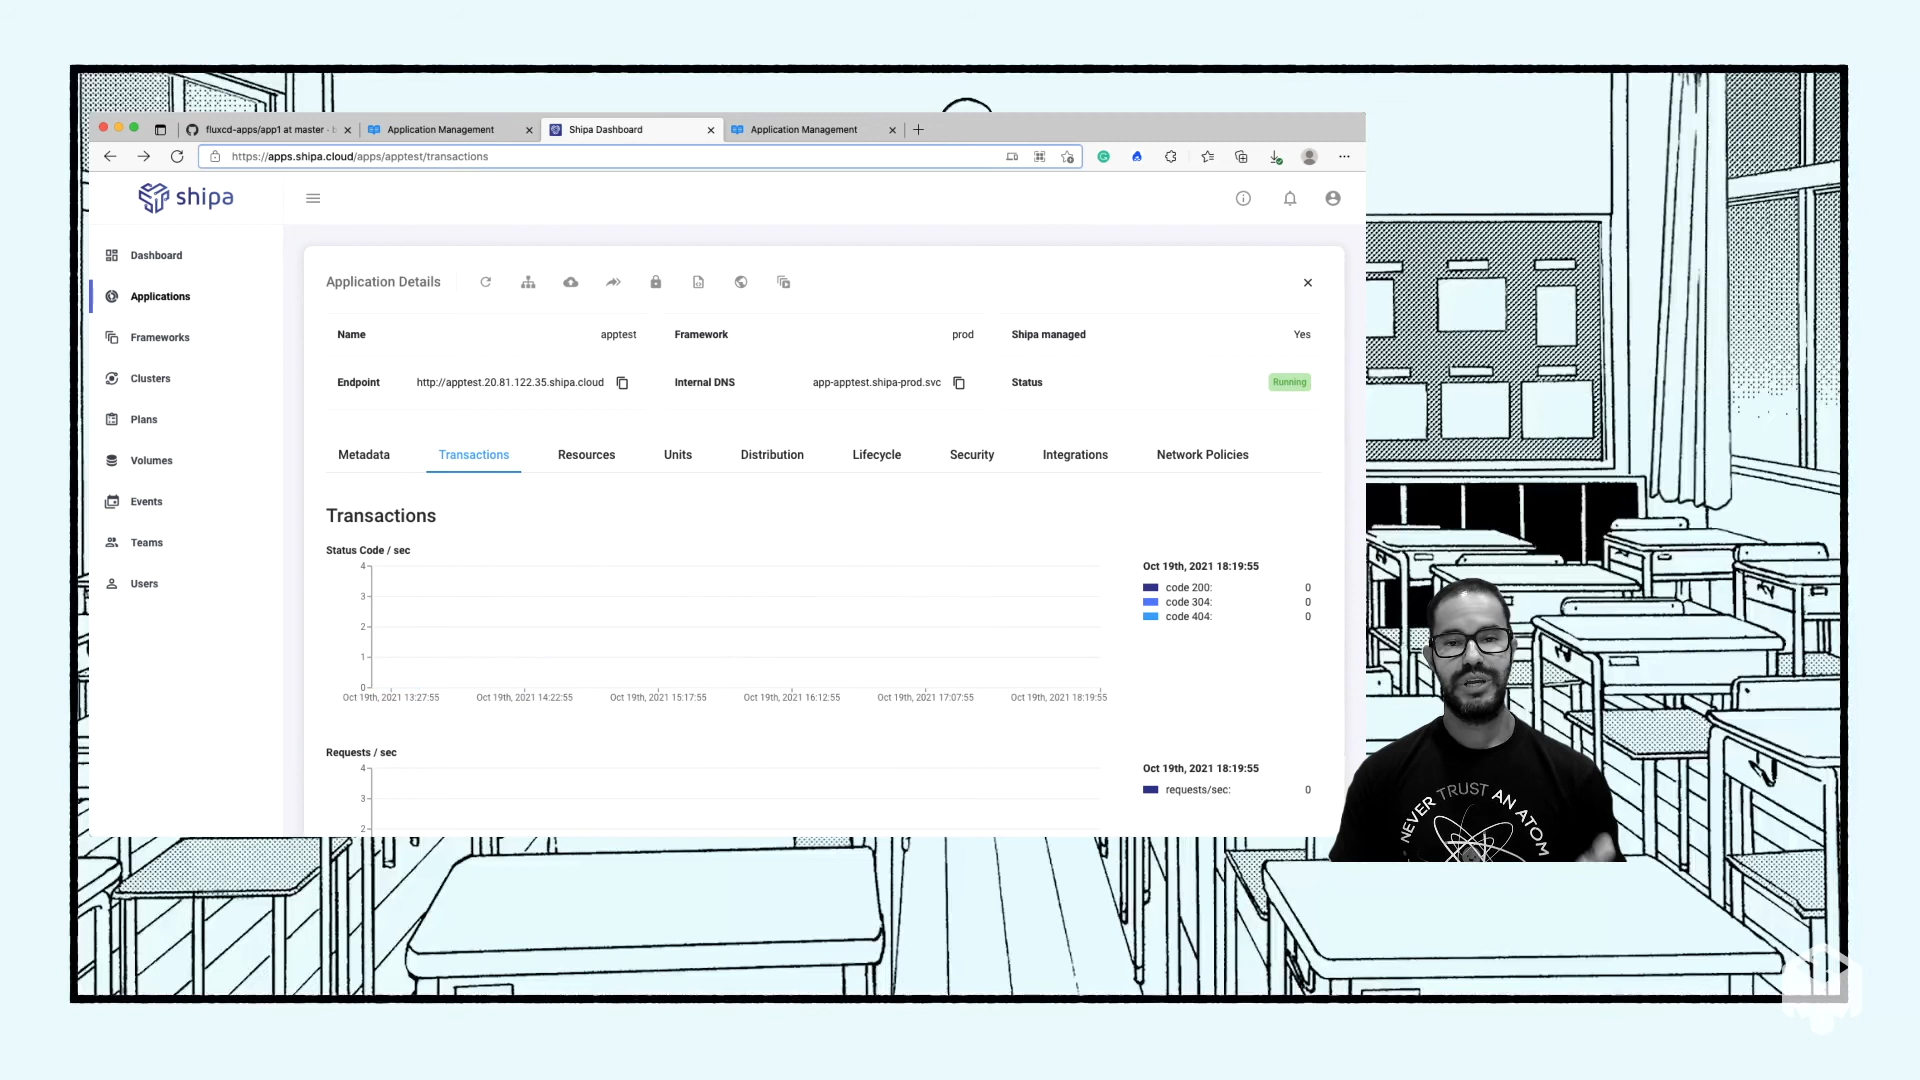 fluxcd-apps/app1 at master
Application Management
Shipa Dashboard
Application Management
https://apps.shipa.cloud/apps/apptest/transactions
shipa
Dashboard
Applications
Frameworks
Clusters
Plans
Volumes
Events
Teams
Users
Application Details
Name apptest Framework prod Shipa managed Yes
Endpoint http://apptest.20.81.122.35.shipa.cloud Internal DNS app-apptest.shipa-prod.svc Status Running
Metadata Transactions Resources Units Distribution Lifecycle Security Integrations Network Policies
Transactions
Status Code / sec
4
3
2
1
0
Oct 19th, 2021 13:27:55 Oct 19th, 2021 14:22:55 Oct 19th, 2021 15:17:55 Oct 19th, 2021 16:12:55 Oct 19th, 2021 17:07:55 Oct 19th, 2021 18:19:55
Oct 19th, 2021 18:19:55
code 200: 0
code 304: 0
code 404: 0
Requests / sec
4
3
2
Oct 19th, 2021 18:19:55
requests/sec: 0
NEVER TRUST AN ATOM